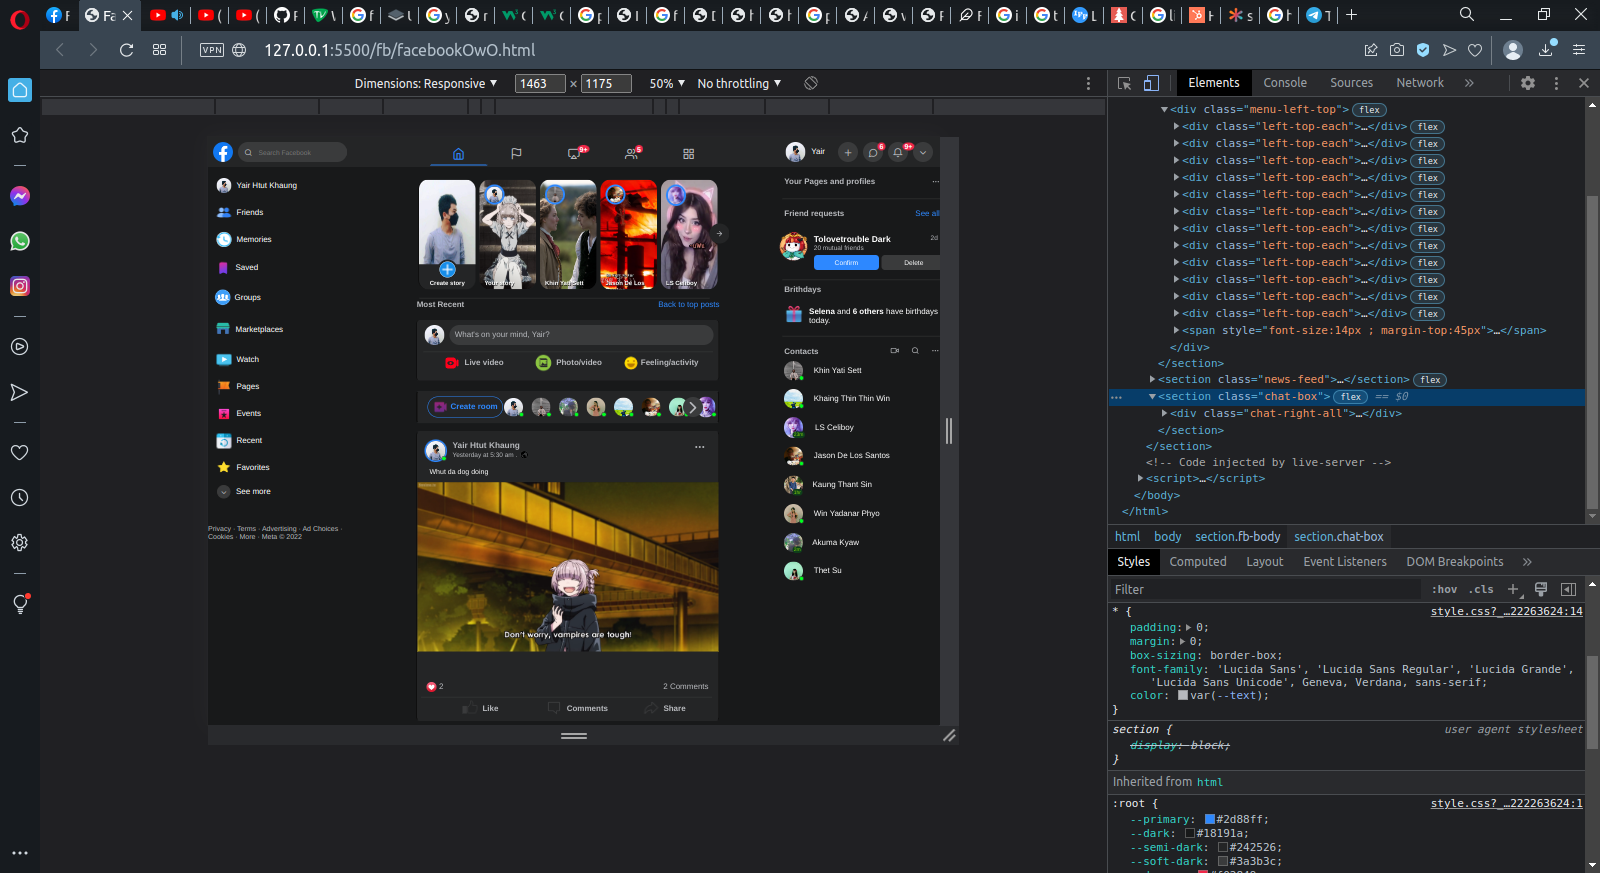 VPN 127.0.0.1:5500/fb/facebookOwO.html
Dimensions: Responsive 1463 × 1175 50% No throttling
Elements Console Sources Network »
<div class="menu-left-top"> flex
<div class="left-top-each">…</div> flex
<div class="left-top-each">…</div> flex
<div class="left-top-each">…</div> flex
<div class="left-top-each">…</div> flex
<div class="left-top-each">…</div> flex
<div class="left-top-each">…</div> flex
<div class="left-top-each">…</div> flex
<div class="left-top-each">…</div> flex
<div class="left-top-each">…</div> flex
<div class="left-top-each">…</div> flex
<div class="left-top-each">…</div> flex
<div class="left-top-each">…</div> flex
<span style="font-size:14px ; margin-top:45px">…</span>
</div>
</section>
<section class="news-feed">…</section> flex
<section class="chat-box"> flex == $0
<div class="chat-right-all">…</div>
</section>
</section>
<!-- Code injected by live-server -->
<script>…</script>
</body>
</html>
html body section.fb-body section.chat-box
Styles Computed Layout Event Listeners DOM Breakpoints »
Filter :hov .cls
* { style.css?_…22263624:14
padding: 0;
margin: 0;
box-sizing: border-box;
font-family: 'Lucida Sans', 'Lucida Sans Regular', 'Lucida Grande',
'Lucida Sans Unicode', Geneva, Verdana, sans-serif;
color: var(--text);
}
section { user agent stylesheet
display: block;
}
Inherited from html
:root { style.css?_…222263624:1
--primary: #2d88ff;
--dark: #18191a;
--semi-dark: #242526;
--soft-dark: #3a3b3c;
Search Facebook
9+ 5
Yair 6 9+
Yair Htut Khaung
Friends
Memories
Saved
Groups
Marketplaces
Watch
Pages
Events
Recent
Favorites
See more
Privacy · Terms · Advertising · Ad Choices ·
Cookies · More · Meta © 2022
Create story
Your story
Khin Yati Sett
Jason De Los
LS Celiboy
Most Recent Back to top posts
What's on your mind, Yair?
Live video Photo/video Feeling/activity
Create room
Yair Htut Khaung
Yesterday at 5:30 am .
Whut da dog doing
Don't worry, vampires are tough!
2 2 Comments
Like Comments Share
Your Pages and profiles
Friend requests See all
Tolovetrouble Dark 2d
20 mutual friends
Confirm Delete
Birthdays
Selena and 6 others have birthdays
today.
Contacts
Khin Yati Sett
Khaing Thin Thin Win
LS Celiboy
Jason De Los Santos
Kaung Thant Sin
Win Yadanar Phyo
Akuma Kyaw
Thet Su